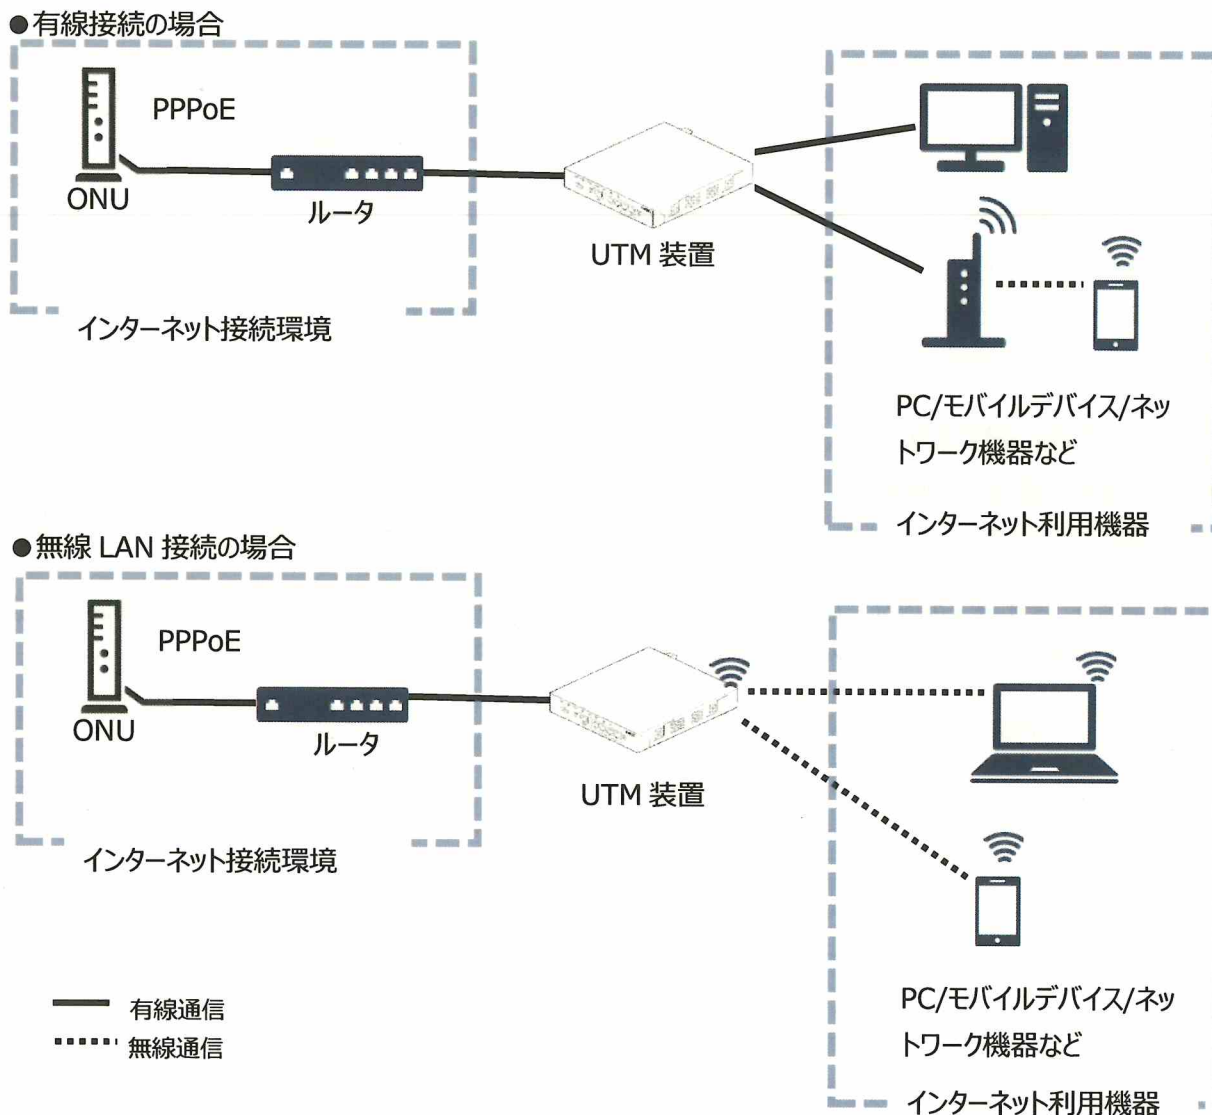 ●有線接続の場合
PPPoE
ONU
ルータ
UTM 装置
インターネット接続環境
PC/モバイルデバイス/ネッ
トワーク機器など
インターネット利用機器
●無線 LAN 接続の場合
PPPoE
ONU
ルータ
UTM 装置
インターネット接続環境
有線通信
無線通信
PC/モバイルデバイス/ネッ
トワーク機器など
インターネット利用機器